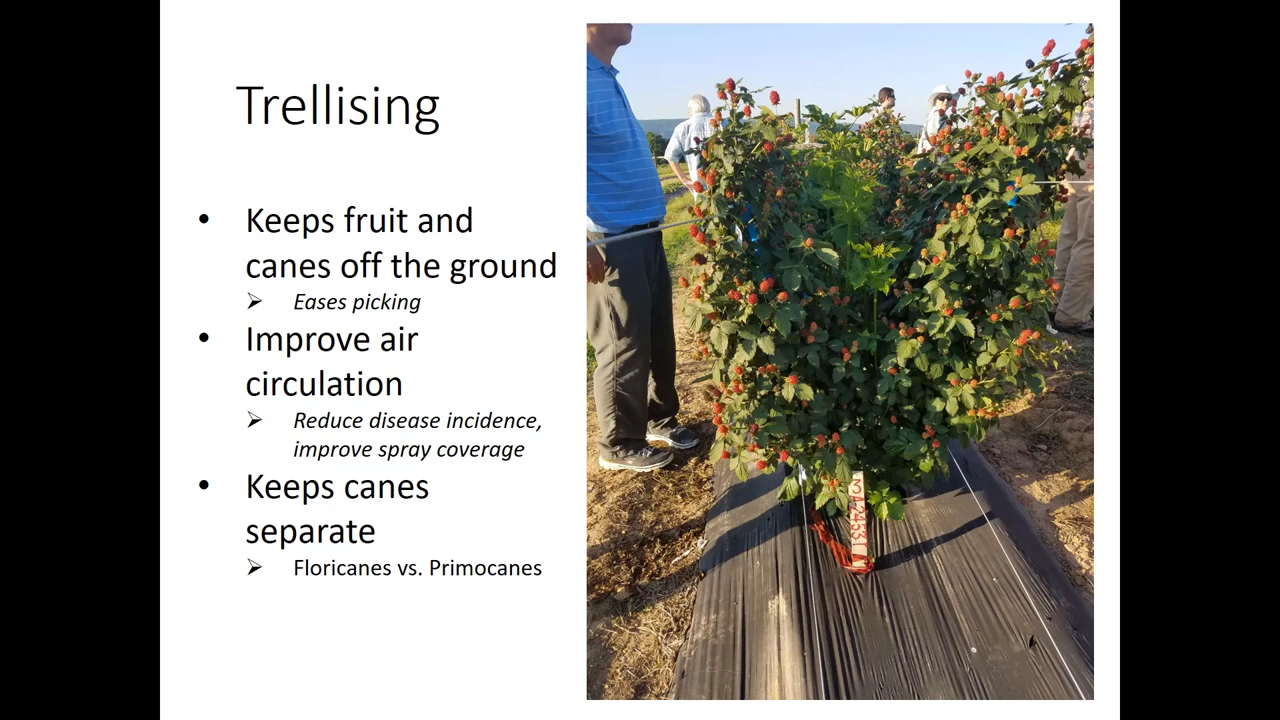 Trellising
• Keeps fruit and
canes off the ground
➢ Eases picking
• Improve air
circulation
➢ Reduce disease incidence,
improve spray coverage
• Keeps canes
separate
➢ Floricanes vs. Primocanes